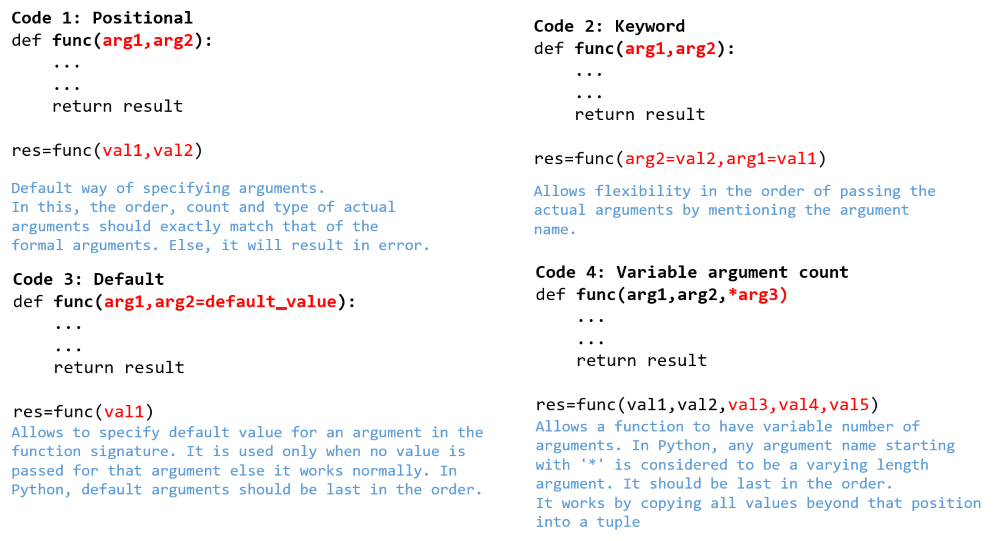 Code 1: Positional
def func(arg1,arg2):
...
...
return result
res=func(val1,val2)
Default way of specifying arguments.
In this, the order, count and type of actual
arguments should exactly match that of the
formal arguments. Else, it will result in error.
Code 2: Keyword
def func(arg1,arg2):
...
...
return result
res=func(arg2=val2,arg1=val1)
Allows flexibility in the order of passing the
actual arguments by mentioning the argument
name.
Code 3: Default
def func(arg1,arg2=default_value):
...
...
return result
res=func(val1)
Allows to specify default value for an argument in the
function signature. It is used only when no value is
passed for that argument else it works normally. In
Python, default arguments should be last in the order.
Code 4: Variable argument count
def func(arg1,arg2,*arg3)
...
...
return result
res=func(val1,val2,val3,val4,val5)
Allows a function to have variable number of
arguments. In Python, any argument name starting
with '*' is considered to be a varying length
argument. It should be last in the order.
It works by copying all values beyond that position
into a tuple